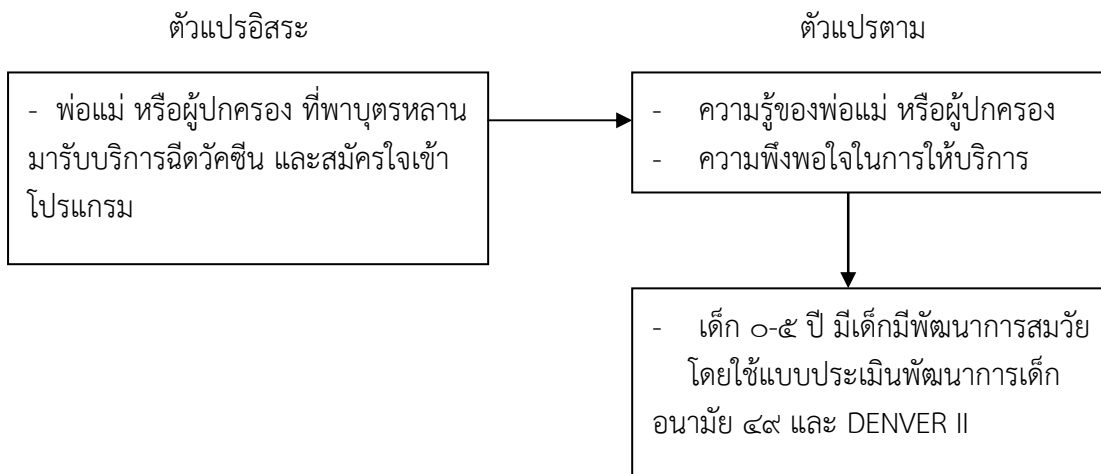 ตัวแปรอิสระ
ตัวแปรตาม
- พ่อแม่ หรือผู้ปกครอง ที่พาบุตรหลาน
มารับบริการฉีดวัคซีน และสมัครใจเข้า
โปรแกรม
- ความรู้ของพ่อแม่ หรือผู้ปกครอง
- ความพึงพอใจในการให้บริการ
- เด็ก ๐-๕ ปี มีเด็กมีพัฒนาการสมวัย
โดยใช้แบบประเมินพัฒนาการเด็ก
อนามัย ๔๙ และ DENVER II